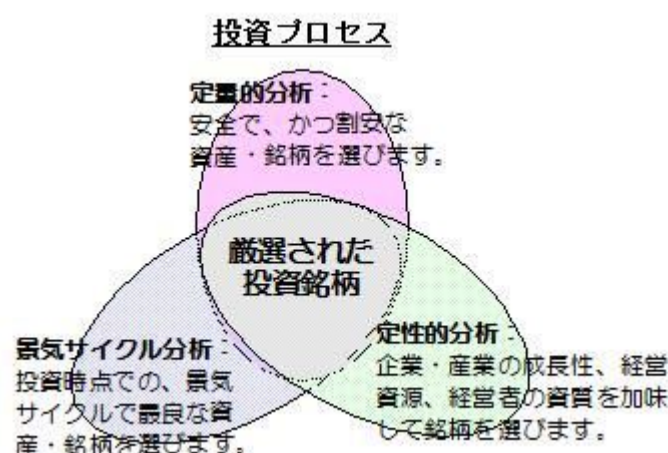 投資プロセス
定量的分析：
安全で、かつ割安な
資産・銘柄を選びます。
厳選された
投資銘柄
景気サイクル分析：
投資時点での、景気
サイクルで最良な資
産・銘柄を選びます。
定性的分析：
企業・産業の成長性、経営
資源、経営者の資質を加味
して銘柄を選びます。